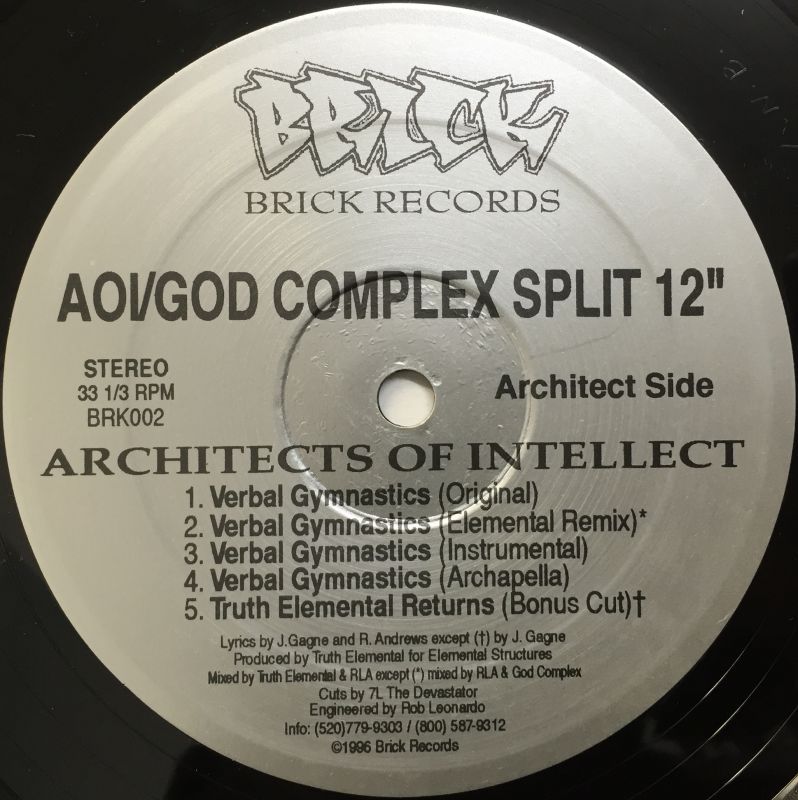 BRICK
BRICK RECORDS
AOI/GOD COMPLEX SPLIT 12"
STEREO
33 1/3 RPM
BRK002
Architect Side
ARCHITECTS OF INTELLECT
1. Verbal Gymnastics (Original)
2. Verbal Gymnastics (Elemental Remix)*
3. Verbal Gymnastics (Instrumental)
4. Verbal Gymnastics (Archapella)
5. Truth Elemental Returns (Bonus Cut)†
Lyrics by J.Gagne and R. Andrews except (†) by J. Gagne
Produced by Truth Elemental for Elemental Structures
Mixed by Truth Elemental & RLA except (*) mixed by RLA & God Complex
Cuts by 7L The Devastator
Engineered by Rob Leonardo
Info: (520)779-9303 / (800) 587-9312
©1996 Brick Records